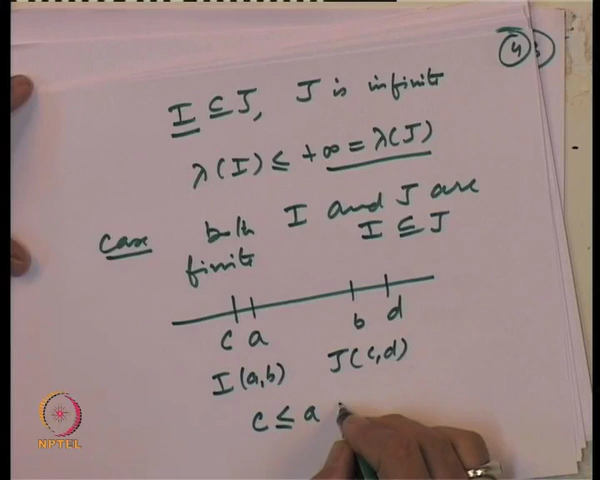 4
I ⊆ J, J is infinite
λ(I) ≤ +∞ = λ(J)
Case both I and J are
finite I ⊆ J
c a b d
I(a,b) J(c,d)
c ≤ a
NPTEL